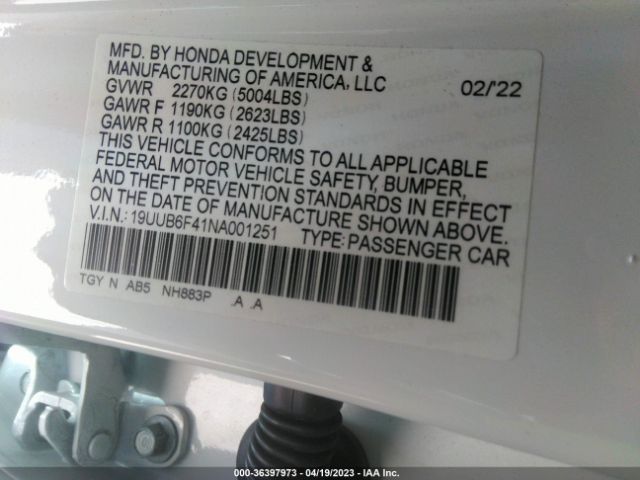 MFD. BY HONDA DEVELOPMENT &
MANUFACTURING OF AMERICA, LLC 02/'22
GVWR 2270KG (5004LBS)
GAWR F 1190KG (2623LBS)
GAWR R 1100KG (2425LBS)
THIS VEHICLE CONFORMS TO ALL APPLICABLE
FEDERAL MOTOR VEHICLE SAFETY, BUMPER,
AND THEFT PREVENTION STANDARDS IN EFFECT
ON THE DATE OF MANUFACTURE SHOWN ABOVE.
V.I.N.: 19UUB6F41NA001251 TYPE: PASSENGER CAR
TGY N AB5 NH883P .A .A
000-36397973 / 04/19/2023 - IAA Inc.